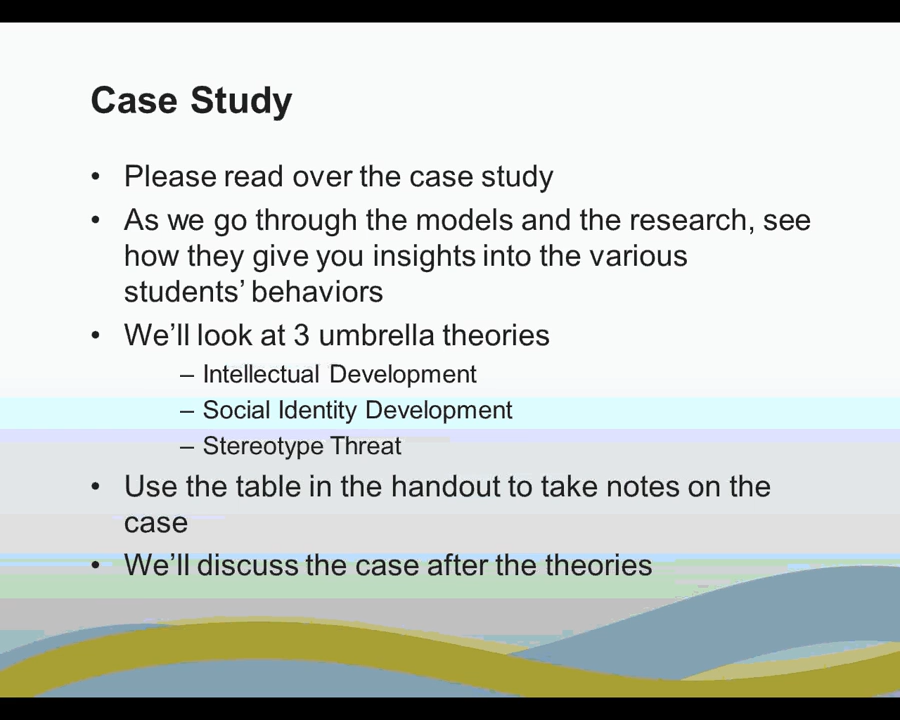 Case Study
• Please read over the case study
• As we go through the models and the research, see
how they give you insights into the various
students’ behaviors
• We’ll look at 3 umbrella theories
– Intellectual Development
– Social Identity Development
– Stereotype Threat
• Use the table in the handout to take notes on the
case
• We’ll discuss the case after the theories